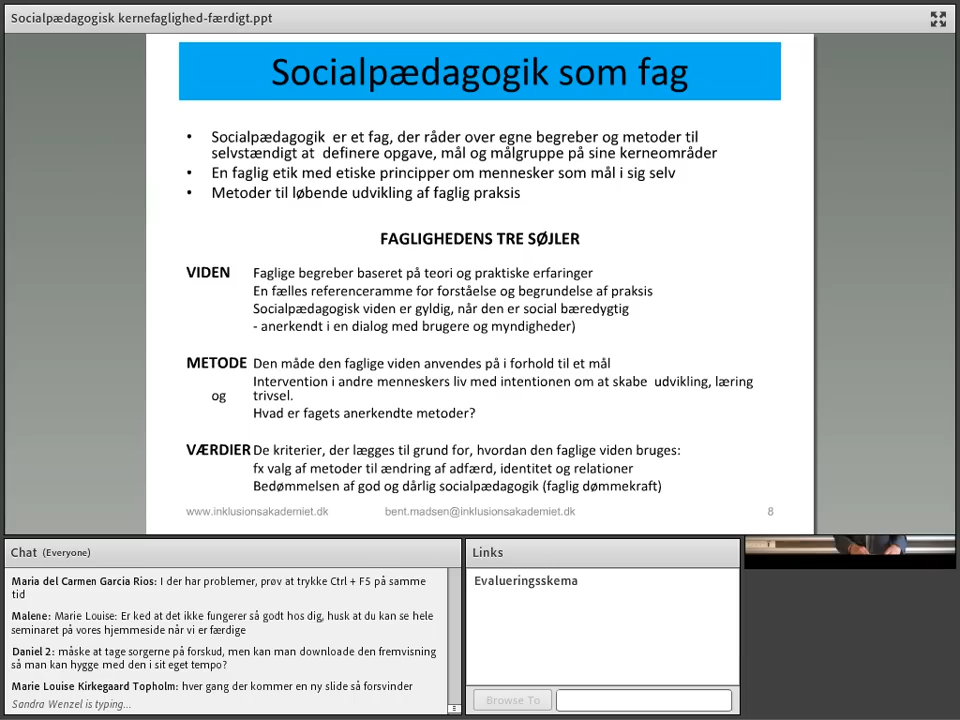 Socialpædagogisk kernefaglighed-færdigt.ppt
Socialpædagogik som fag
• Socialpædagogik er et fag, der råder over egne begreber og metoder til
selvstændigt at definere opgave, mål og målgruppe på sine kerneområder
• En faglig etik med etiske principper om mennesker som mål i sig selv
• Metoder til løbende udvikling af faglig praksis
FAGLIGHEDENS TRE SØJLER
VIDEN Faglige begreber baseret på teori og praktiske erfaringer
En fælles referenceramme for forståelse og begrundelse af praksis
Socialpædagogisk viden er gyldig, når den er social bæredygtig
- anerkendt i en dialog med brugere og myndigheder)
METODE Den måde den faglige viden anvendes på i forhold til et mål
Intervention i andre menneskers liv med intentionen om at skabe udvikling, læring
og trivsel.
Hvad er fagets anerkendte metoder?
VÆRDIER De kriterier, der lægges til grund for, hvordan den faglige viden bruges:
fx valg af metoder til ændring af adfærd, identitet og relationer
Bedømmelsen af god og dårlig socialpædagogik (faglig dømmekraft)
www.inklusionsakademiet.dk bent.madsen@inklusionsakademiet.dk 8
Chat (Everyone)
Maria del Carmen Garcia Rios: I der har problemer, prøv at trykke Ctrl + F5 på samme
tid
Malene: Marie Louise: Er ked at det ikke fungerer så godt hos dig, husk at du kan se hele
seminaret på vores hjemmeside når vi er færdige
Daniel 2: måske at tage sorgerne på forskud, men kan man downloade den fremvisning
så man kan hygge med den i sit eget tempo?
Marie Louise Kirkegaard Topholm: hver gang der kommer en ny slide så forsvinder
Sandra Wenzel is typing...
Links
Evalueringsskema
Browse To